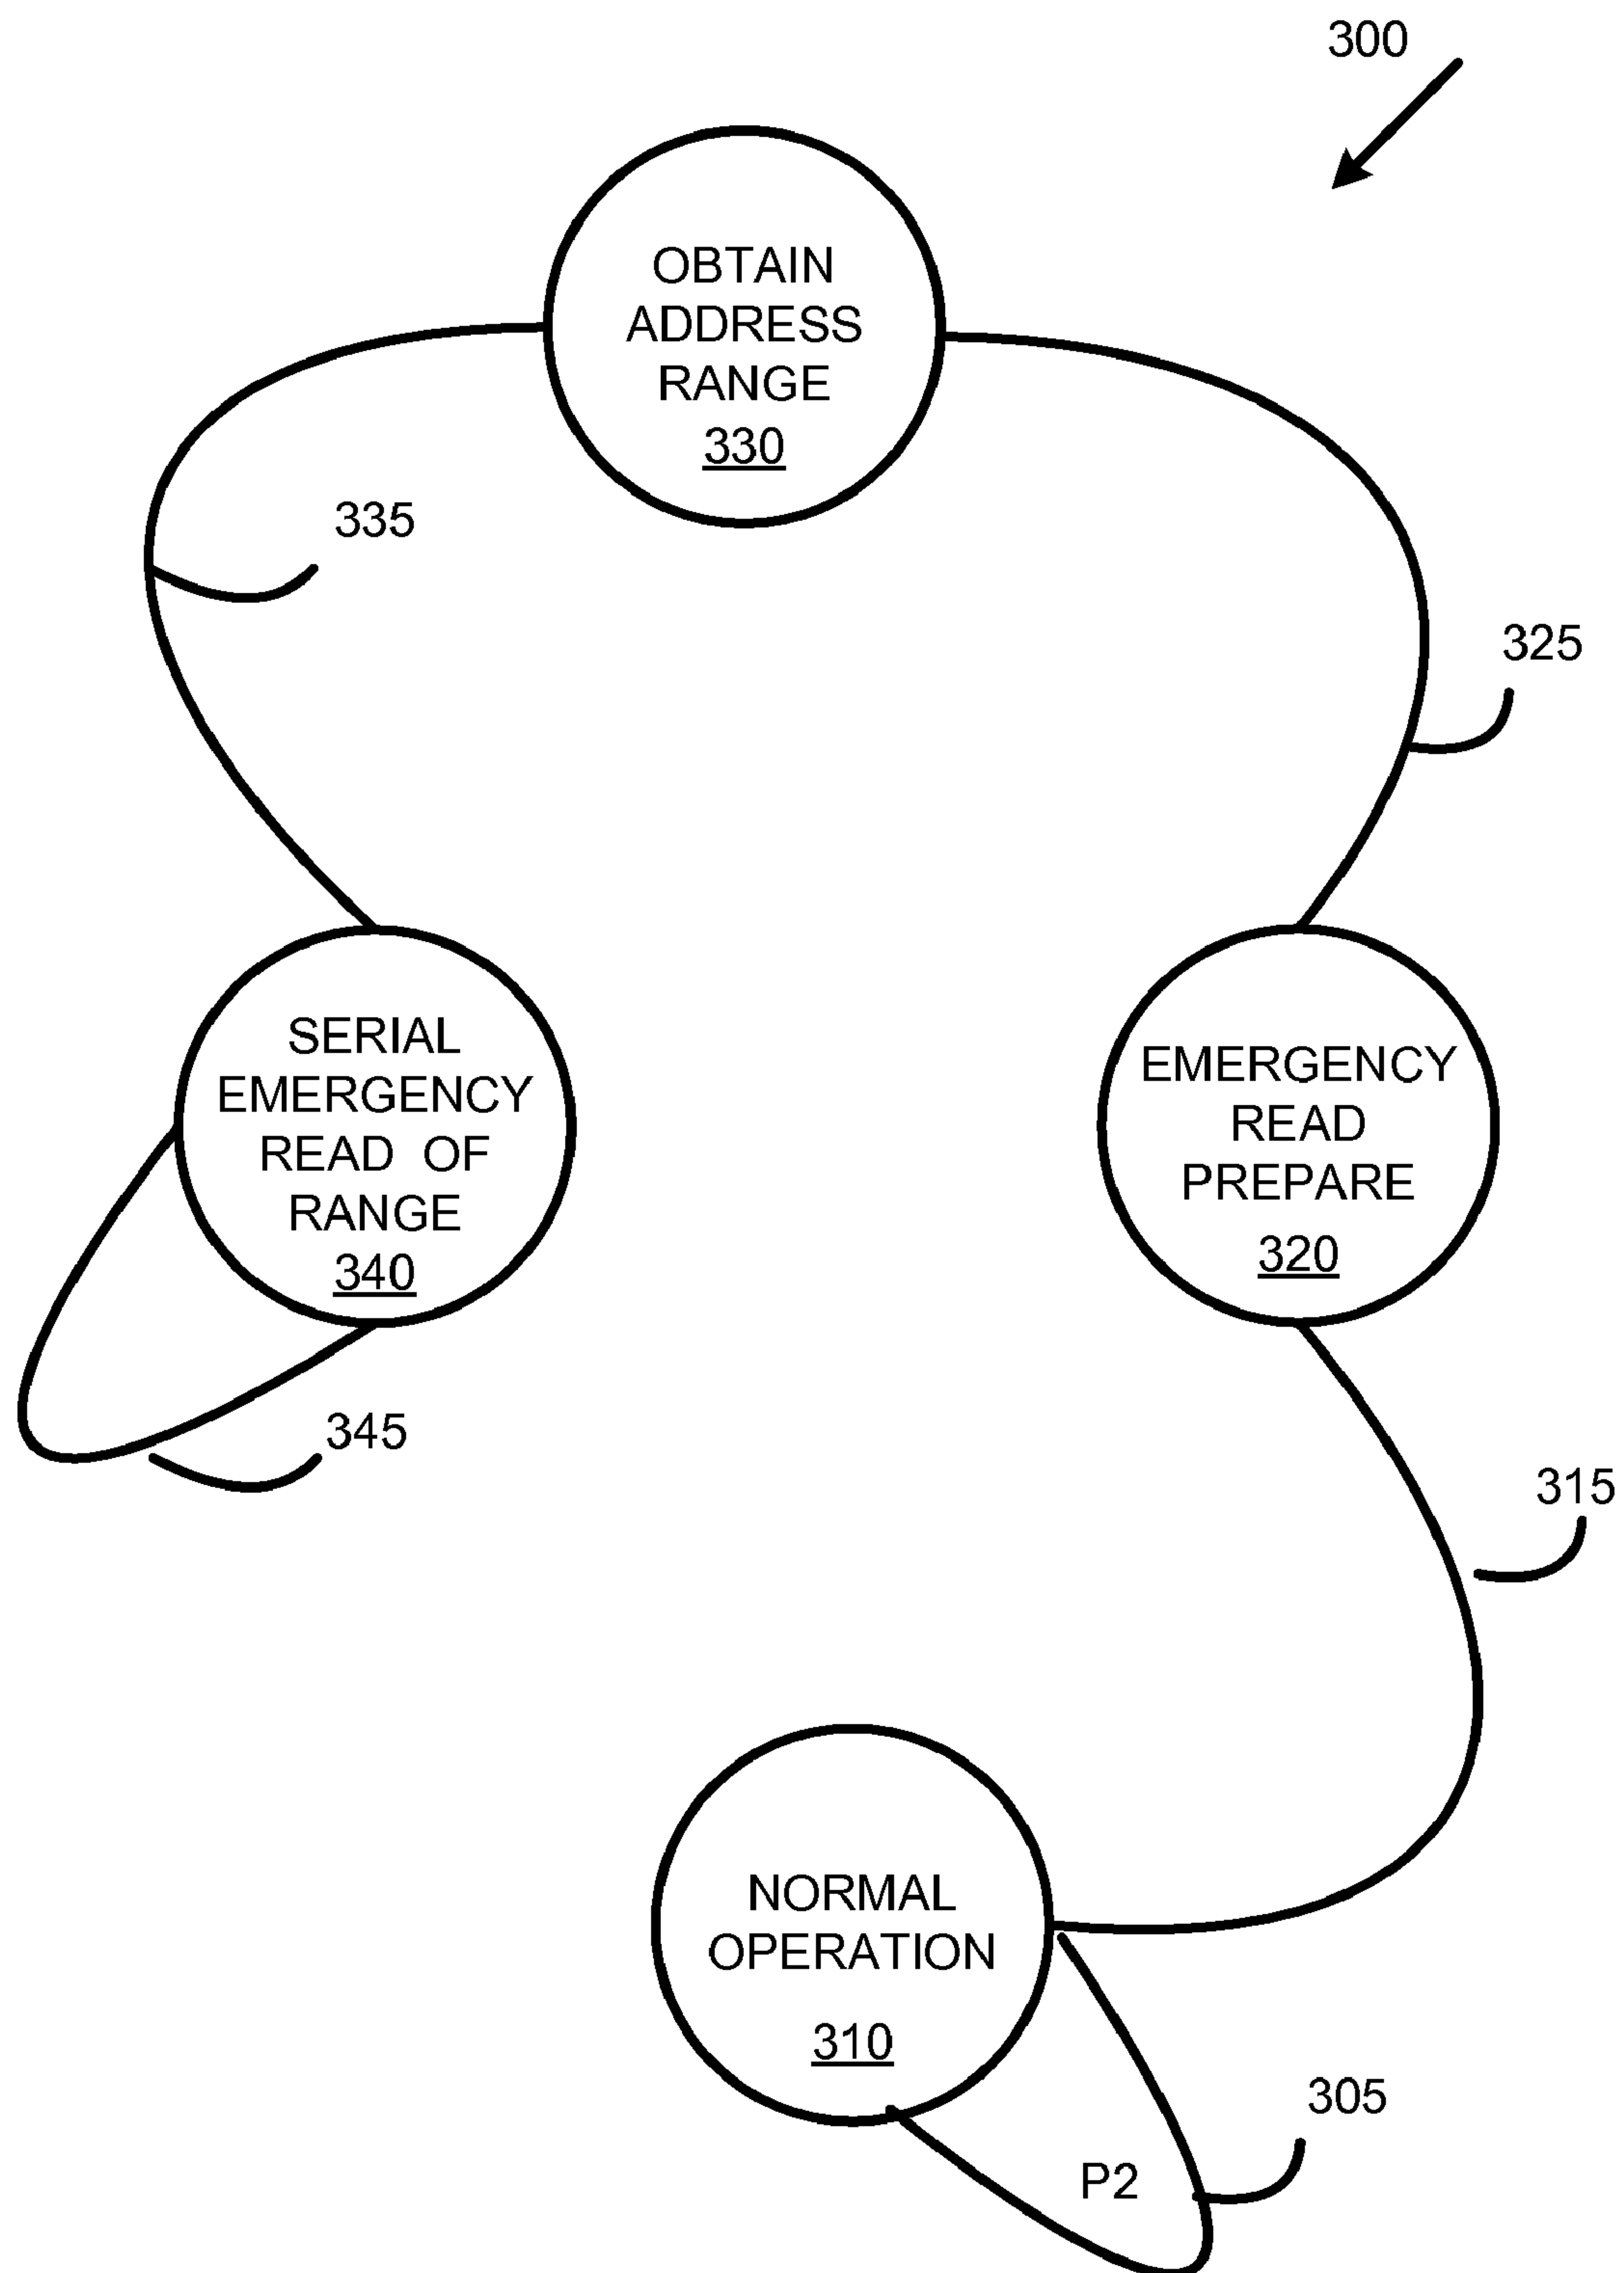 300
OBTAIN
ADDRESS
RANGE
330
335
325
SERIAL
EMERGENCY
READ OF
RANGE
340
EMERGENCY
READ
PREPARE
320
345
315
NORMAL
OPERATION
310
305
P2